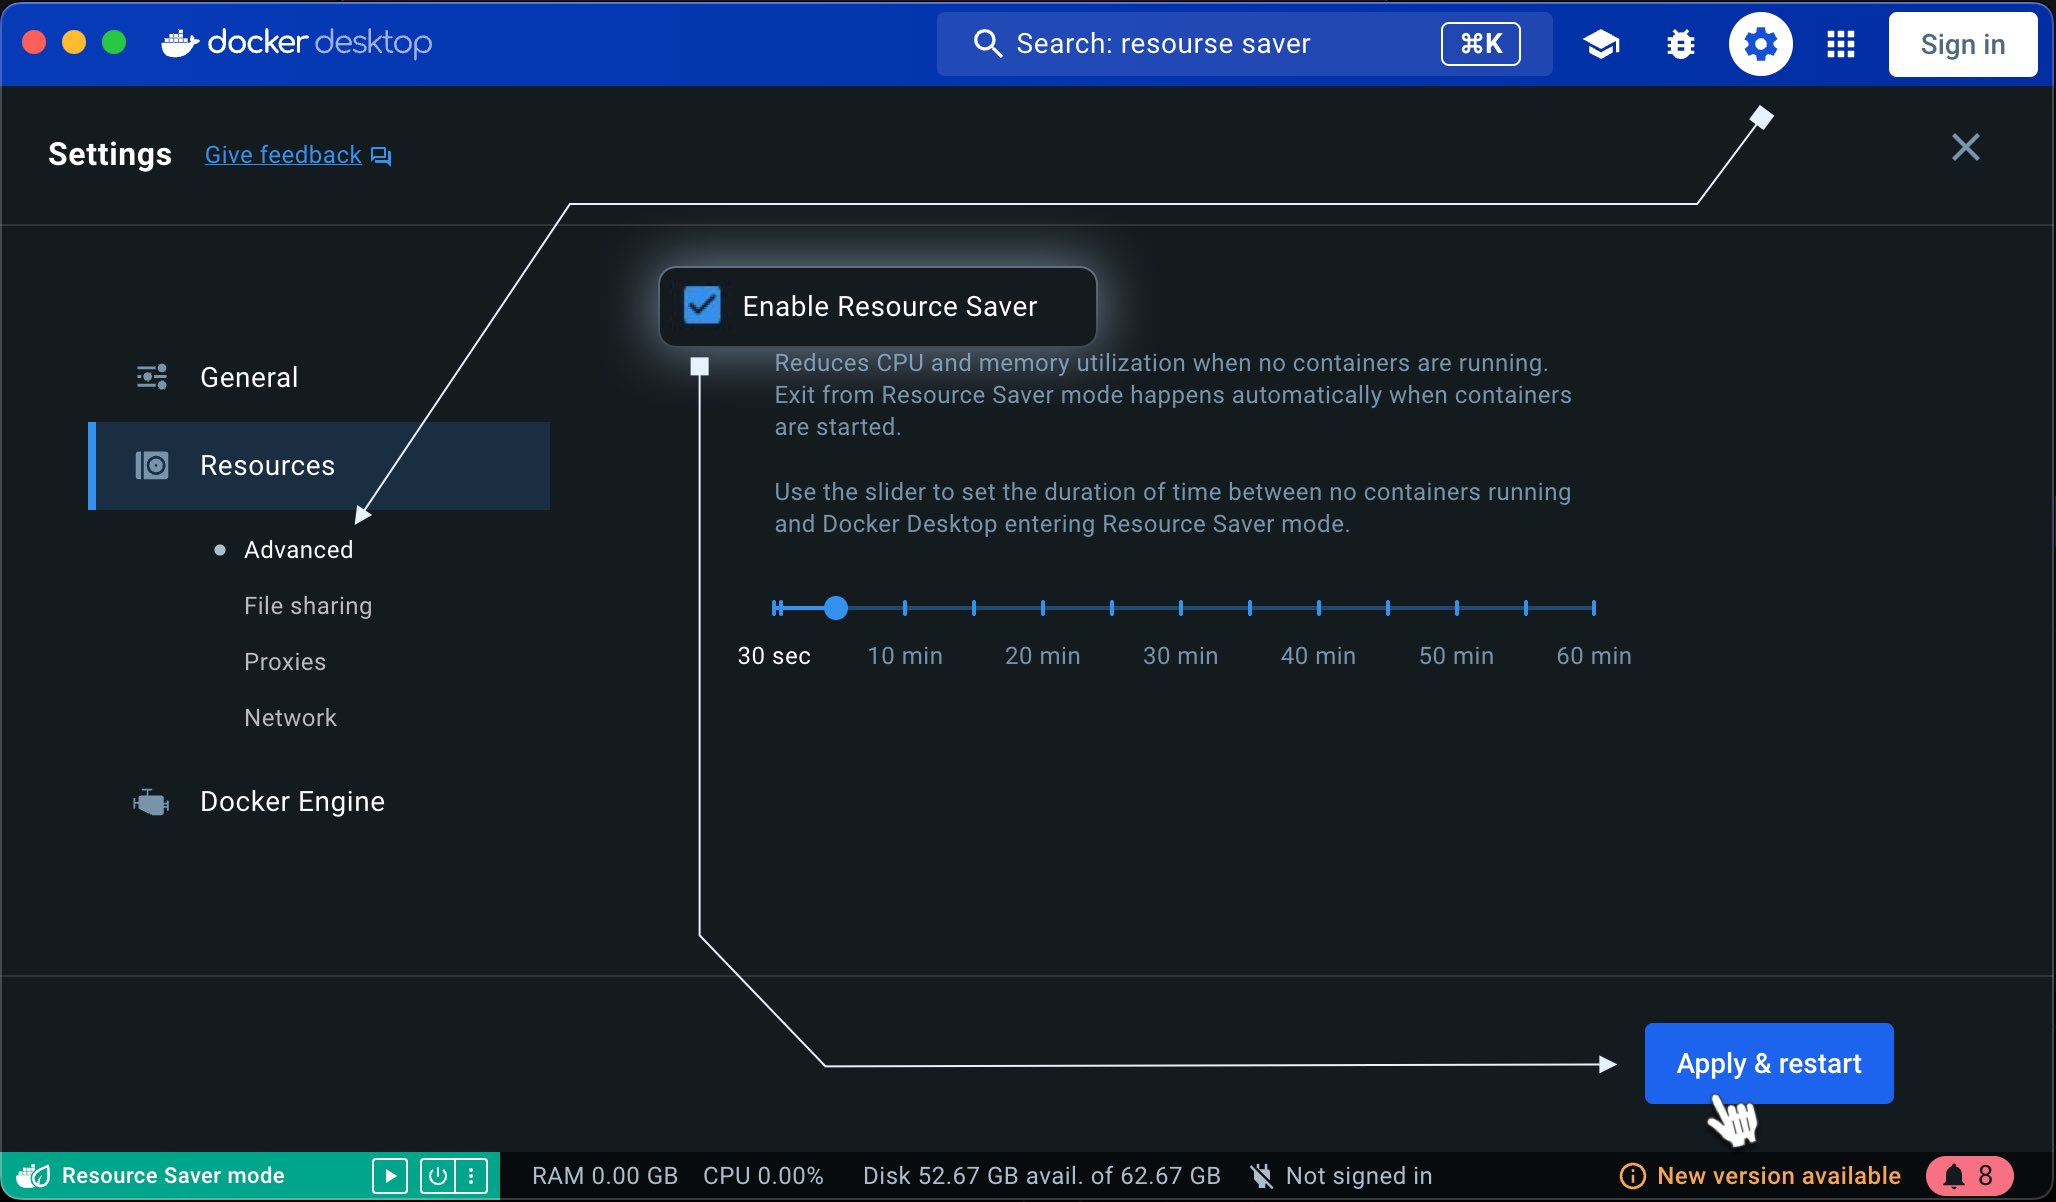 docker desktop
Search: resourse saver
⌘K
Sign in
Settings
Give feedback
Enable Resource Saver
Reduces CPU and memory utilization when no containers are running.
Exit from Resource Saver mode happens automatically when containers
are started.
Use the slider to set the duration of time between no containers running
and Docker Desktop entering Resource Saver mode.
30 sec
10 min
20 min
30 min
40 min
50 min
60 min
General
Resources
Advanced
File sharing
Proxies
Network
Docker Engine
Apply & restart
Resource Saver mode
RAM 0.00 GB
CPU 0.00%
Disk 52.67 GB avail. of 62.67 GB
Not signed in
New version available
8